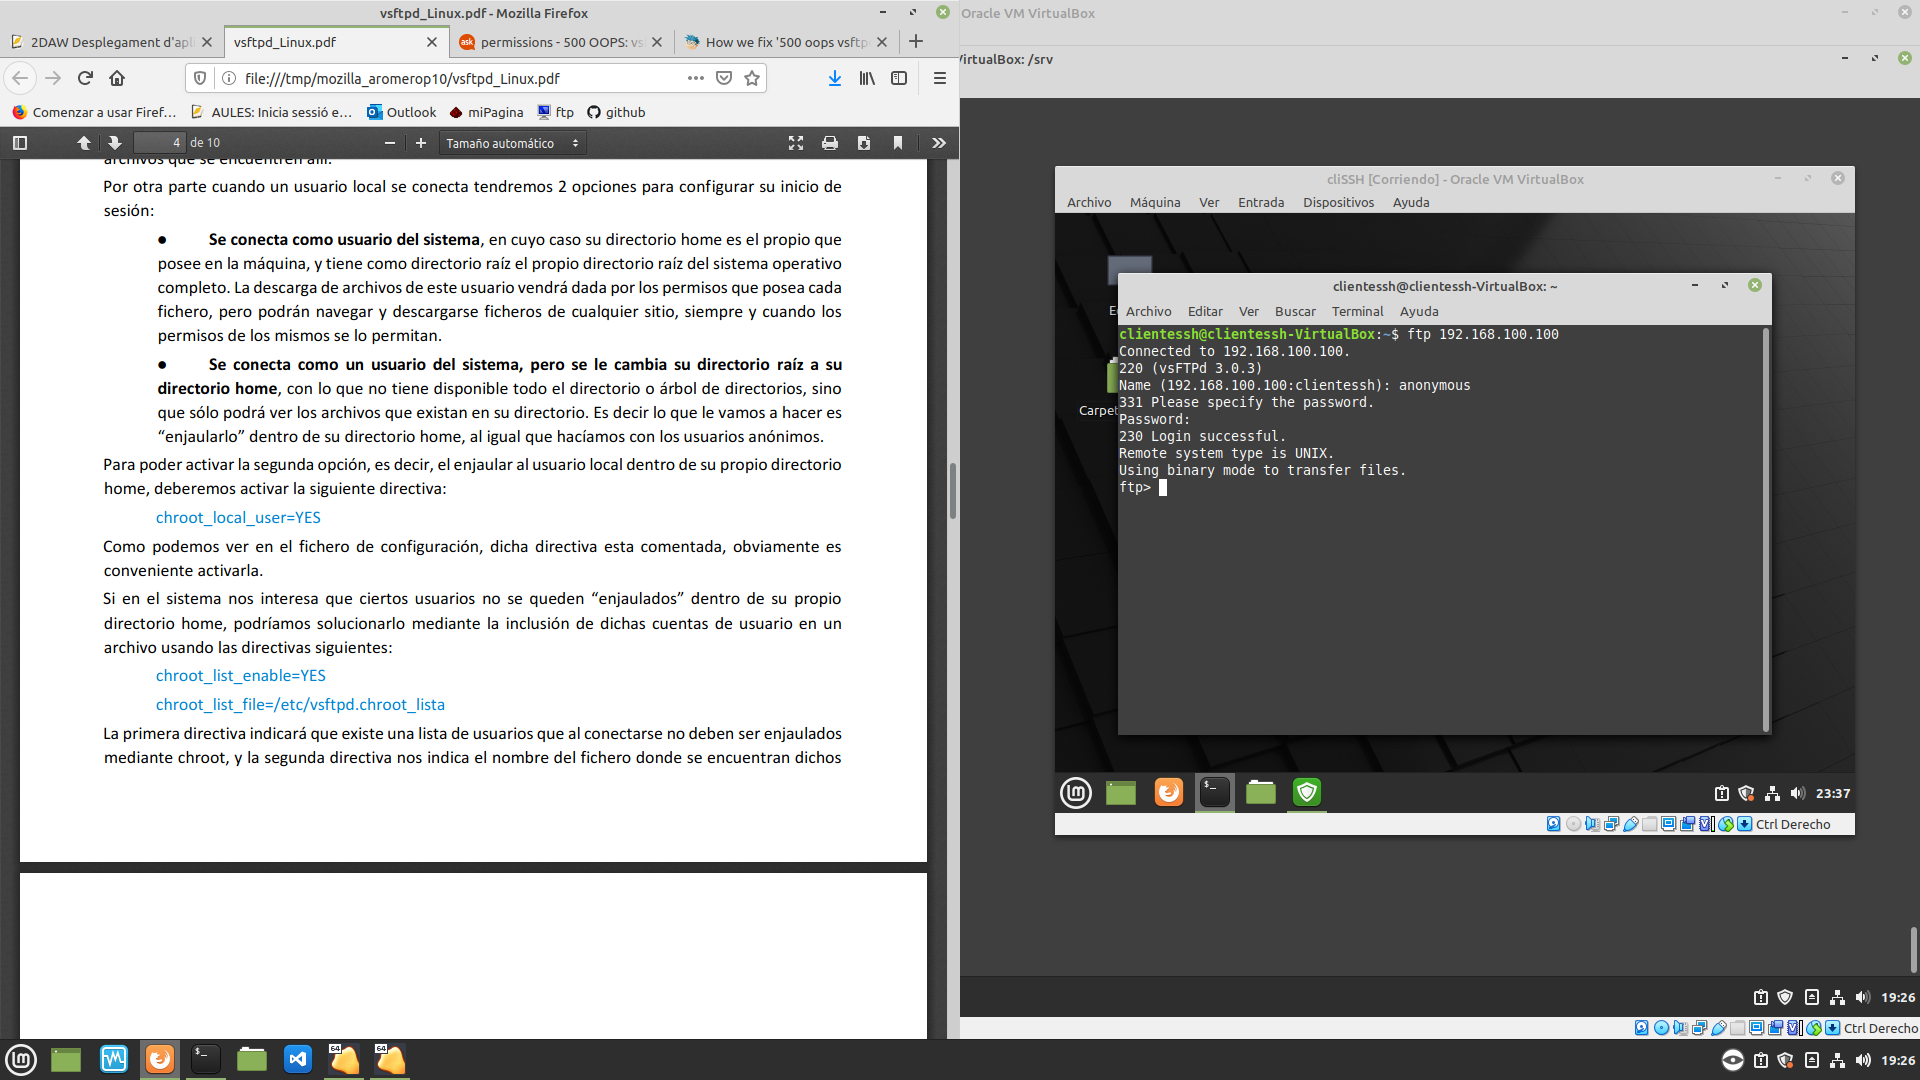 vsftpd_Linux.pdf - Mozilla Firefox
2DAW Desplegament d'apl
vsftpd_Linux.pdf
permissions - 500 OOPS: vs
How we fix '500 oops vsftp
file:///tmp/mozilla_aromerop10/vsftpd_Linux.pdf
Comenzar a usar Firef…
AULES: Inicia sessió e…
Outlook
miPagina
ftp
github
4 de 10
Tamaño automático
archivos que se encuentren allí.
Por otra parte cuando un usuario local se conecta tendremos 2 opciones para configurar su inicio de
sesión:
● Se conecta como usuario del sistema, en cuyo caso su directorio home es el propio que
posee en la máquina, y tiene como directorio raíz el propio directorio raíz del sistema operativo
completo. La descarga de archivos de este usuario vendrá dada por los permisos que posea cada
fichero, pero podrán navegar y descargarse ficheros de cualquier sitio, siempre y cuando los
permisos de los mismos se lo permitan.
● Se conecta como un usuario del sistema, pero se le cambia su directorio raíz a su
directorio home, con lo que no tiene disponible todo el directorio o árbol de directorios, sino
que sólo podrá ver los archivos que existan en su directorio. Es decir lo que le vamos a hacer es
“enjaularlo” dentro de su directorio home, al igual que hacíamos con los usuarios anónimos.
Para poder activar la segunda opción, es decir, el enjaular al usuario local dentro de su propio directorio
home, deberemos activar la siguiente directiva:
chroot_local_user=YES
Como podemos ver en el fichero de configuración, dicha directiva esta comentada, obviamente es
conveniente activarla.
Si en el sistema nos interesa que ciertos usuarios no se queden “enjaulados” dentro de su propio
directorio home, podríamos solucionarlo mediante la inclusión de dichas cuentas de usuario en un
archivo usando las directivas siguientes:
chroot_list_enable=YES
chroot_list_file=/etc/vsftpd.chroot_lista
La primera directiva indicará que existe una lista de usuarios que al conectarse no deben ser enjaulados
mediante chroot, y la segunda directiva nos indica el nombre del fichero donde se encuentran dichos
Oracle VM VirtualBox
VirtualBox: /srv
cliSSH [Corriendo] - Oracle VM VirtualBox
Archivo Máquina Ver Entrada Dispositivos Ayuda
Carpet
clientessh@clientessh-VirtualBox: ~
Archivo Editar Ver Buscar Terminal Ayuda
clientessh@clientessh-VirtualBox:~$ ftp 192.168.100.100
Connected to 192.168.100.100.
220 (vsFTPd 3.0.3)
Name (192.168.100.100:clientessh): anonymous
331 Please specify the password.
Password:
230 Login successful.
Remote system type is UNIX.
Using binary mode to transfer files.
ftp>
23:37
Ctrl Derecho
19:26
Ctrl Derecho
64
64
19:26